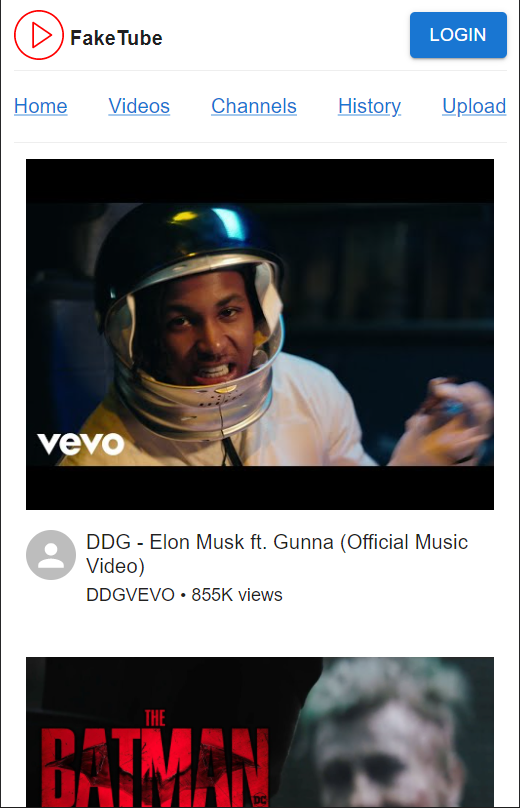 FakeTube
LOGIN
Home Videos Channels History Upload
vevo
DDG - Elon Musk ft. Gunna (Official Music
Video)
DDGVEVO • 855K views
THE
BATMAN
DC